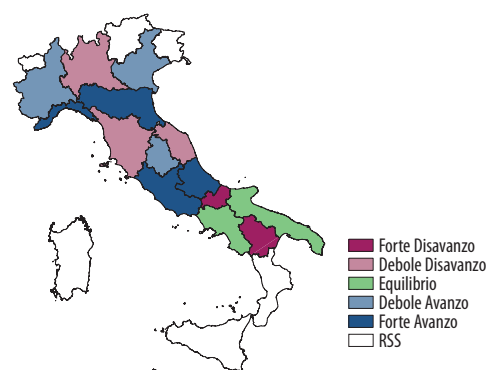 Forte Disavanzo
Debole Disavanzo
Equilibrio
Debole Avanzo
Forte Avanzo
RSS